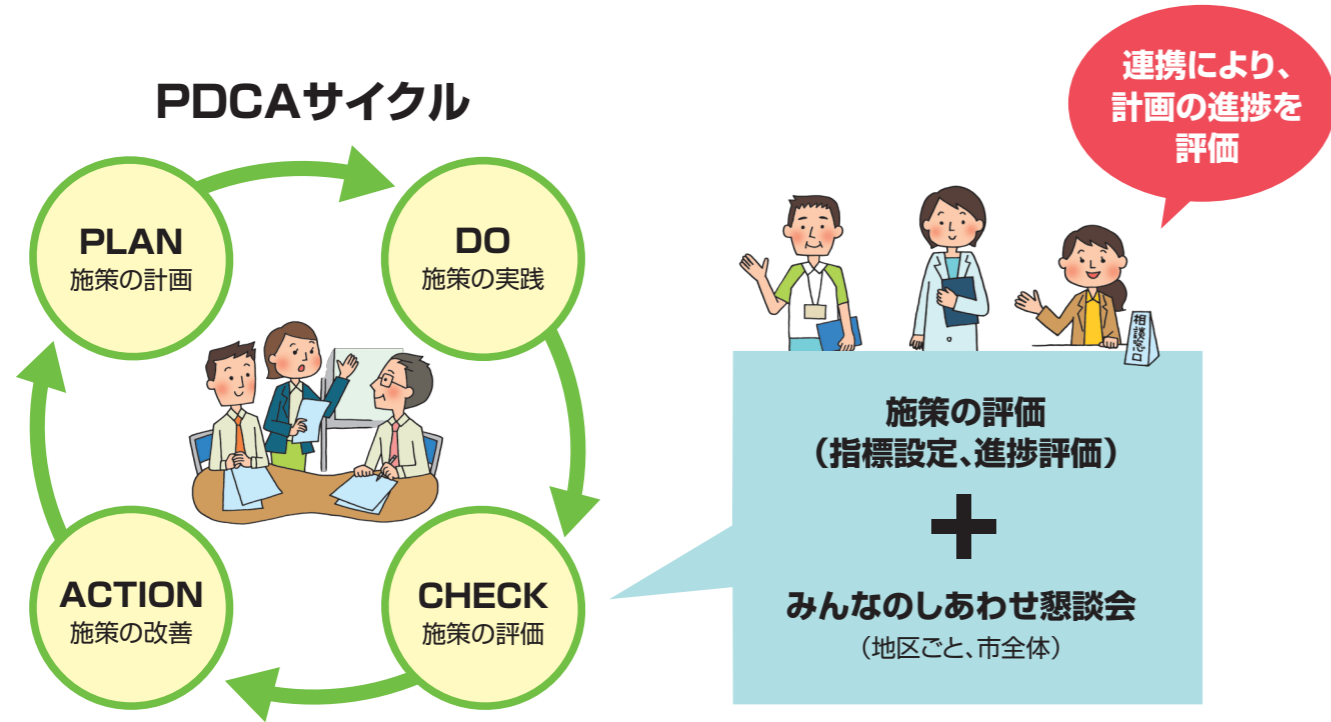 PDCAサイクル
PLAN
施策の計画
DO
施策の実践
CHECK
施策の評価
ACTION
施策の改善
連携により、
計画の進捗を
評価
相談窓口
施策の評価
（指標設定、進捗評価）
＋
みんなのしあわせ懇談会
（地区ごと、市全体）